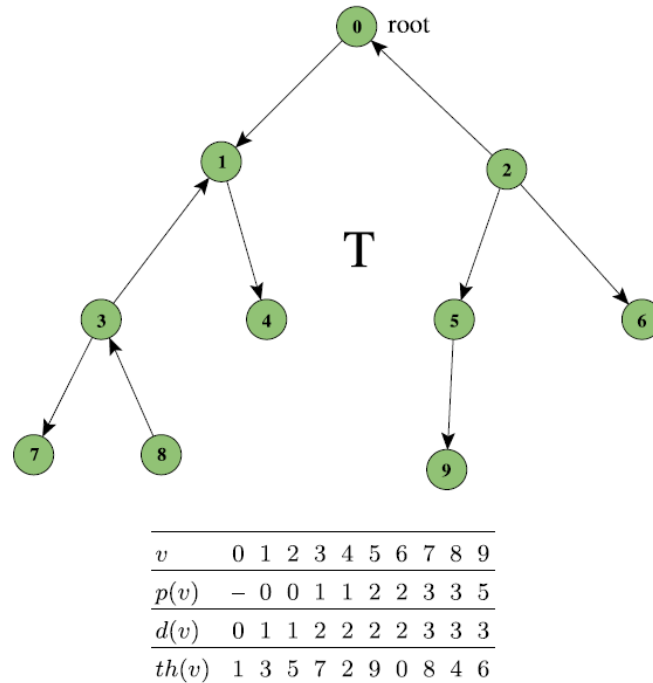 0 root
1
2
T
3
4
5
6
7
8
9
v 0 1 2 3 4 5 6 7 8 9
p(v) – 0 0 1 1 2 2 3 3 5
d(v) 0 1 1 2 2 2 2 3 3 3
th(v) 1 3 5 7 2 9 0 8 4 6